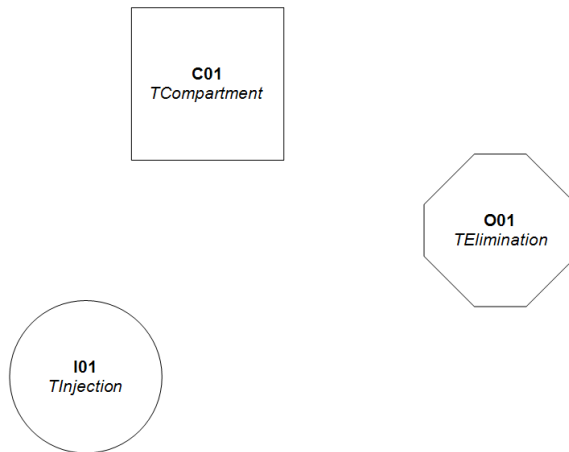 C01
TCompartment
O01
TElimination
I01
TInjection